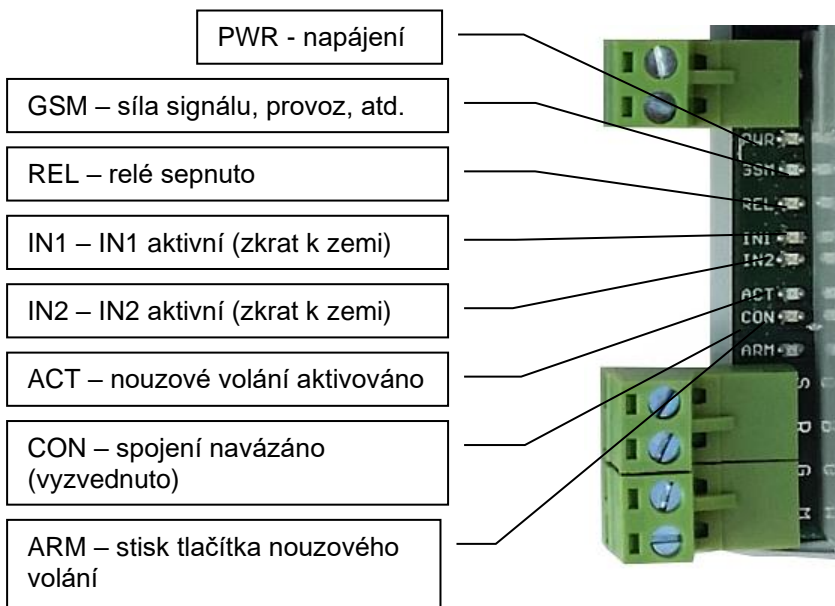 PWR - napájení
GSM – síla signálu, provoz, atd.
REL – relé sepnuto
IN1 – IN1 aktivní (zkrat k zemi)
IN2 – IN2 aktivní (zkrat k zemi)
ACT – nouzové volání aktivováno
CON – spojení navázáno
(vyzvednuto)
ARM – stisk tlačítka nouzového
volání
PWR
GSM
REL
IN1
IN2
ACT
CON
ARM
S
R
G
M